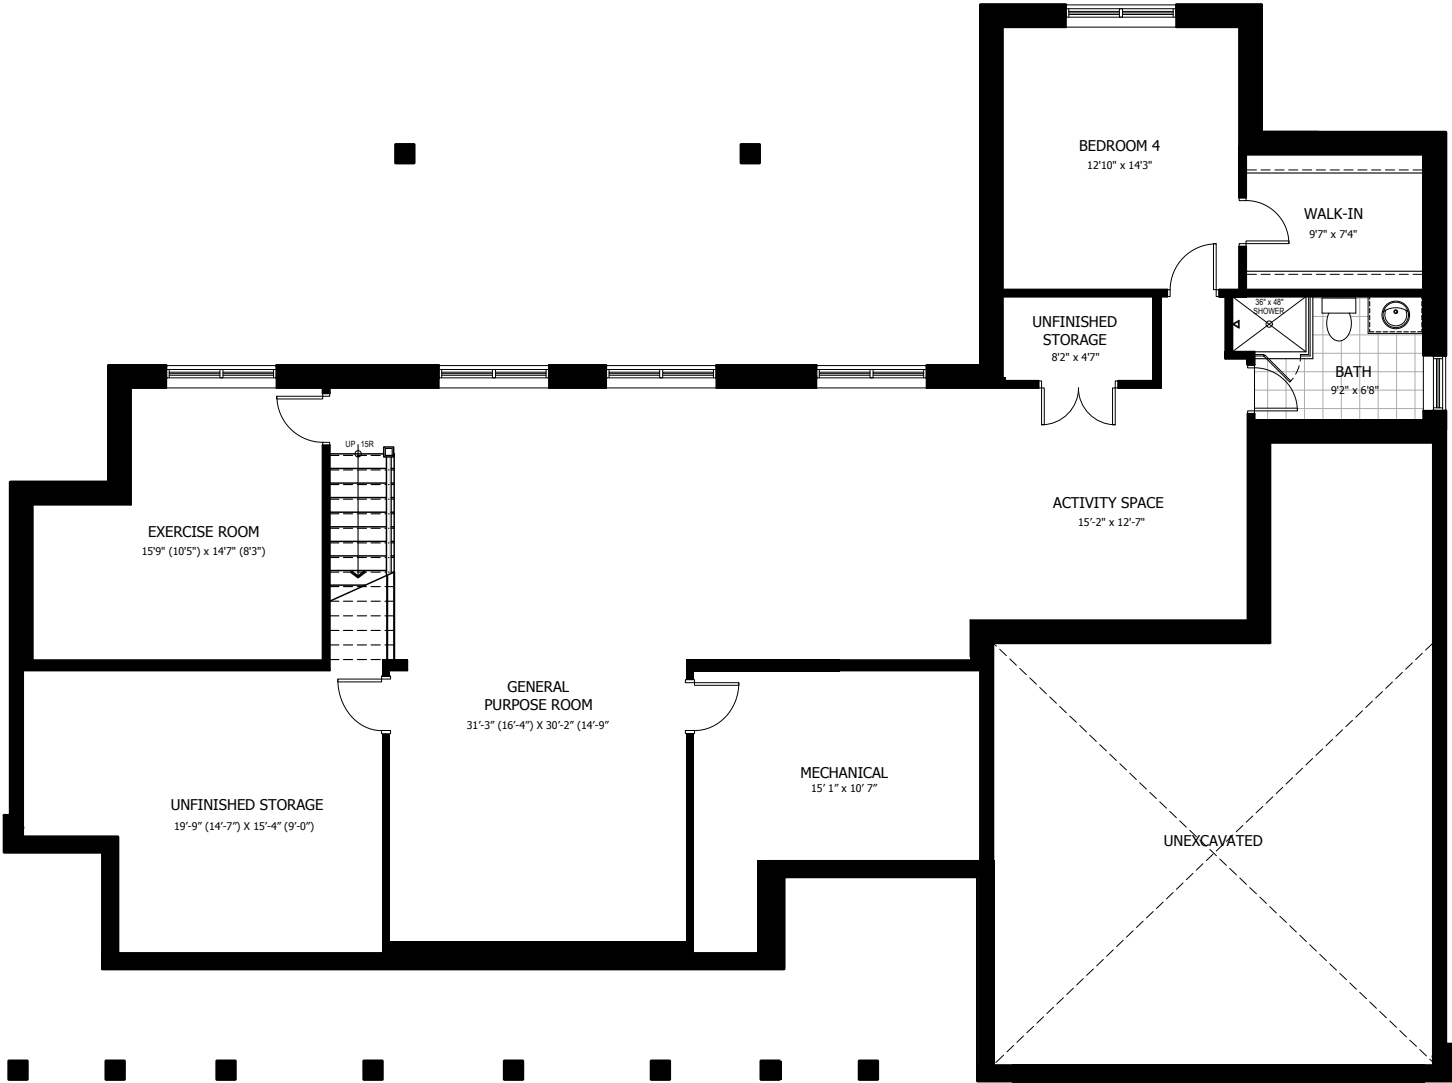 BEDROOM 4
12'10" x 14'3"
WALK-IN
9'7" x 7'4"
36" x 48"
SHOWER
UNFINISHED
STORAGE
8'2" x 4'7"
BATH
9'2" x 6'8"
UP 15R
ACTIVITY SPACE
15'-2" x 12'-7"
EXERCISE ROOM
15'9" (10'5") x 14'7" (8'3")
GENERAL
PURPOSE ROOM
31'-3" (16'-4") X 30'-2" (14'-9"
MECHANICAL
15' 1" x 10' 7"
UNFINISHED STORAGE
19'-9" (14'-7") X 15'-4" (9'-0")
UNEXCAVATED